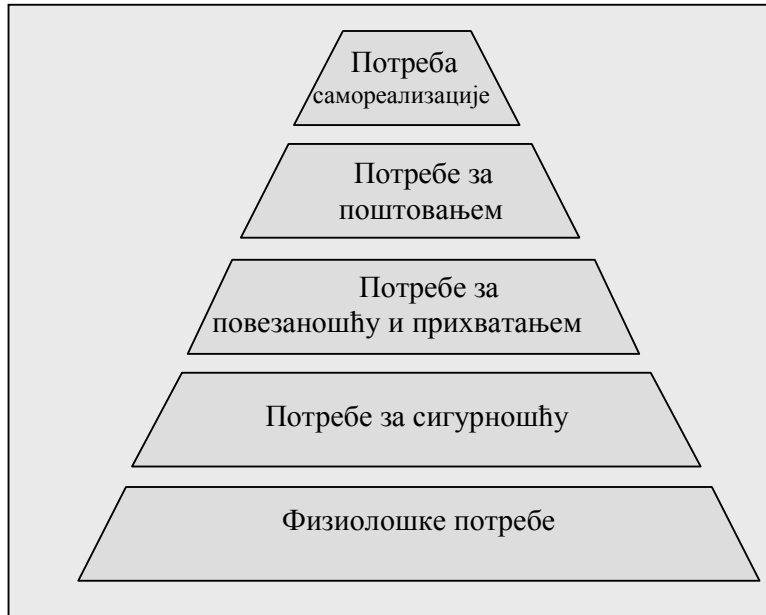 Потреба
самореализације
Потребе за
поштовањем
Потребе за
повезаношћу и прихватањем
Потребе за сигурношћу
Физиолошке потребе